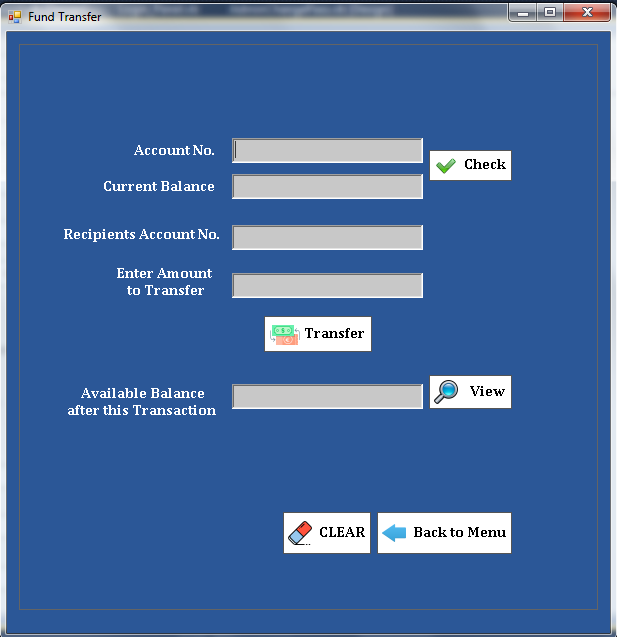 Fund Transfer
Account No.
Check
Current Balance
Recipients Account No.
Enter Amount
to Transfer
Transfer
Available Balance
after this Transaction
View
CLEAR
Back to Menu